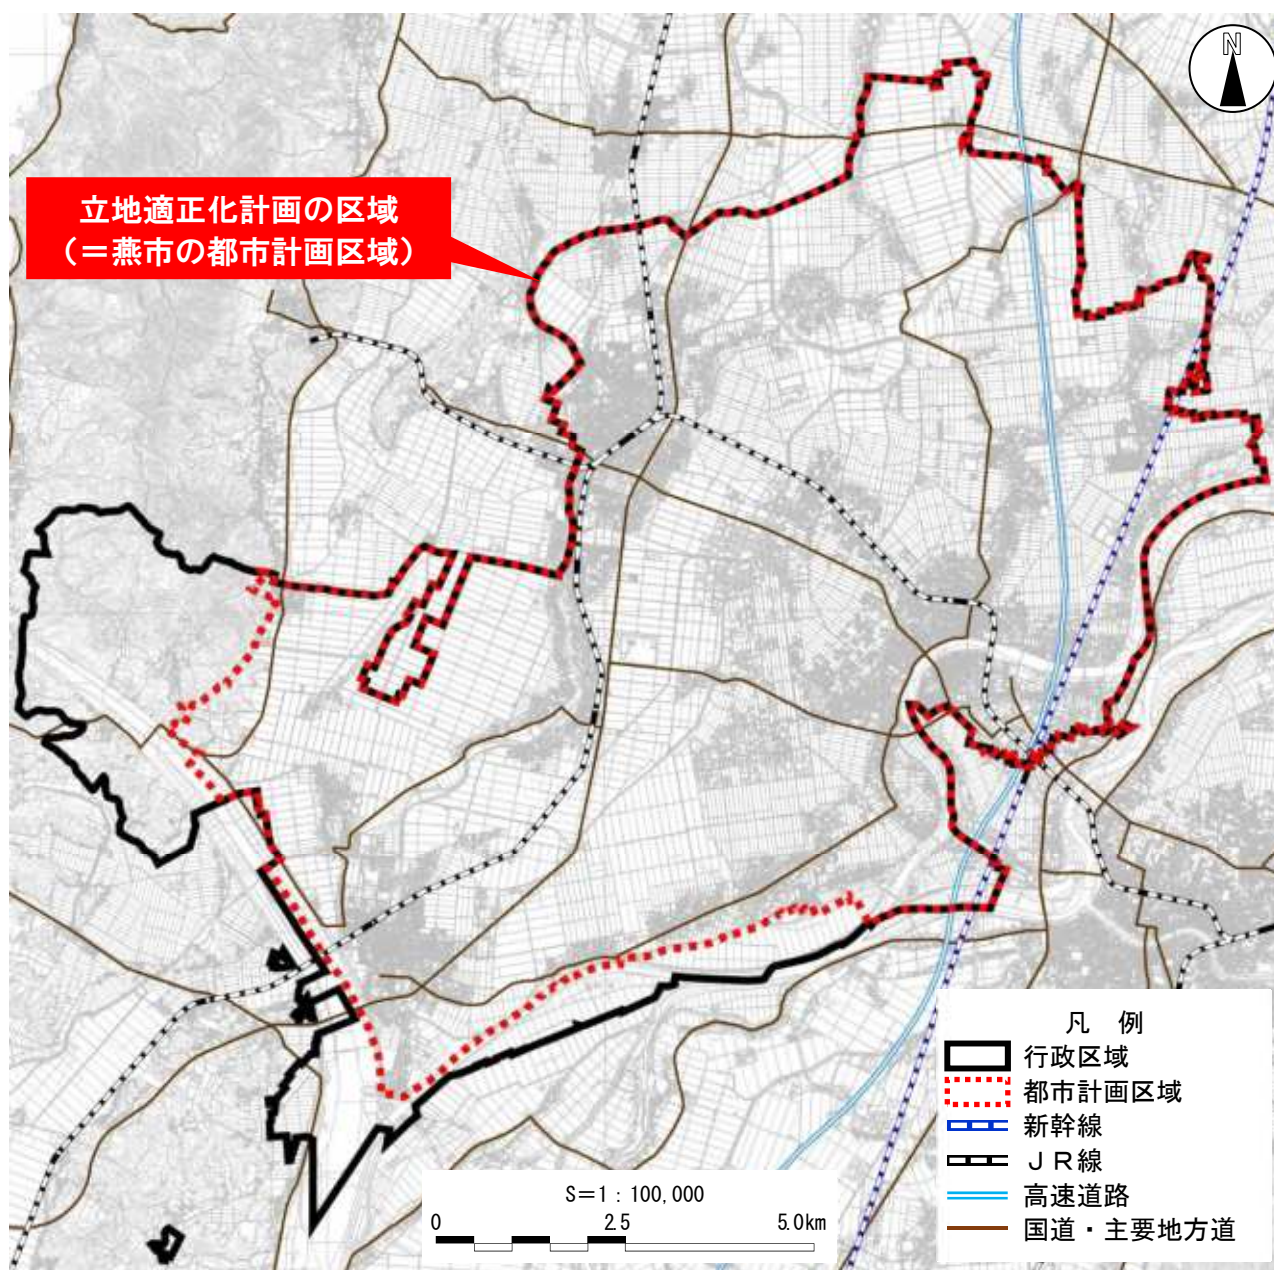 N
立地適正化計画の区域
（＝燕市の都市計画区域）
凡　例
行政区域
都市計画区域
新幹線
ＪＲ線
高速道路
国道・主要地方道
S=1：100,000
0 2.5 5.0km